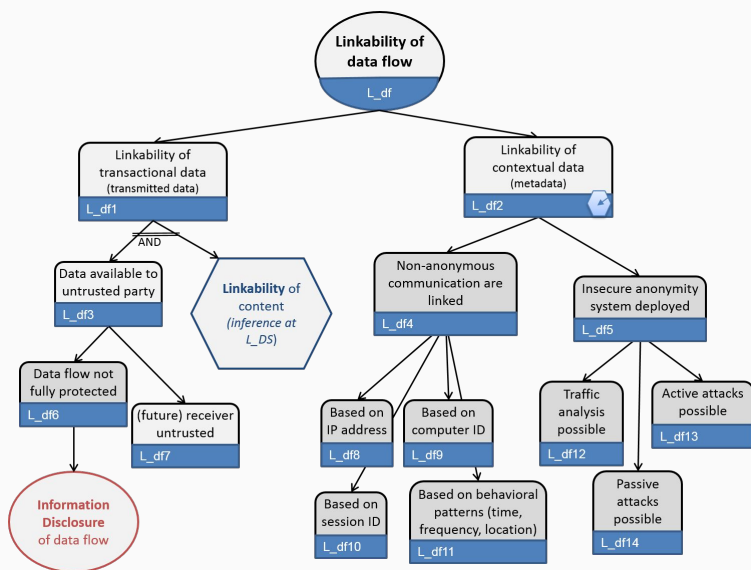 Linkability of
data flow
L_df
Linkability of
transactional data
(transmitted data)
L_df1
Linkability of
contextual data
(metadata)
L_df2
AND
Data available to
untrusted party
L_df3
Linkability of
content
(inference at
L_DS)
Non-anonymous
communication are
linked
L_df4
Insecure anonymity
system deployed
L_df5
Data flow not
fully protected
L_df6
(future) receiver
untrusted
L_df7
Based on
IP address
L_df8
Based on
computer ID
L_df9
Traffic
analysis
possible
L_df12
Active attacks
possible
L_df13
Information
Disclosure
of data flow
Based on
session ID
L_df10
Based on behavioral
patterns (time,
frequency, location)
L_df11
Passive
attacks
possible
L_df14